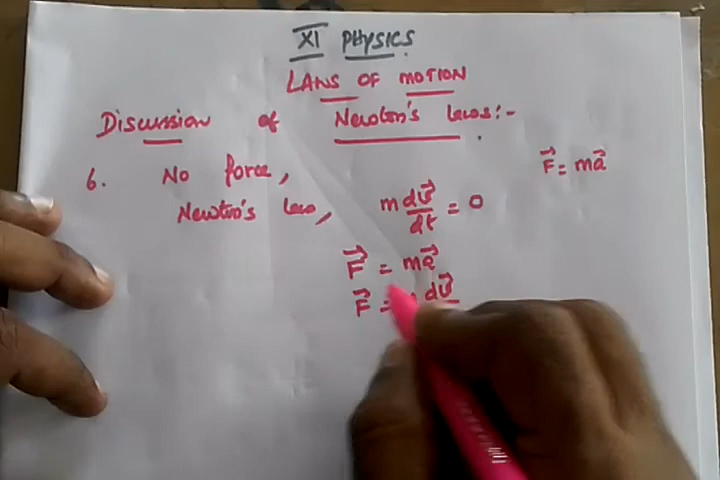 XI PHYSICS
LAWS OF MOTION
Discussion of Newton's laws:-
6. No force, F⃗ = ma⃗
Newton's law, m dv⃗/dt = 0
F⃗ = ma⃗
F⃗ = dv⃗